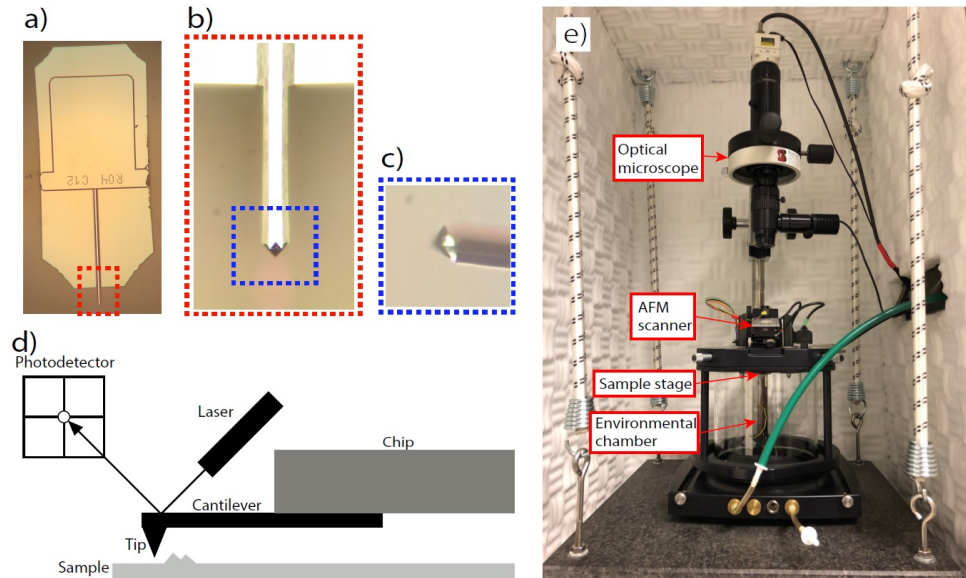 a)
R04 C12
b)
c)
d)
Photodetector
Laser
Chip
Cantilever
Tip
Sample
e)
Optical
microscope
AFM
scanner
Sample stage
Environmental
chamber